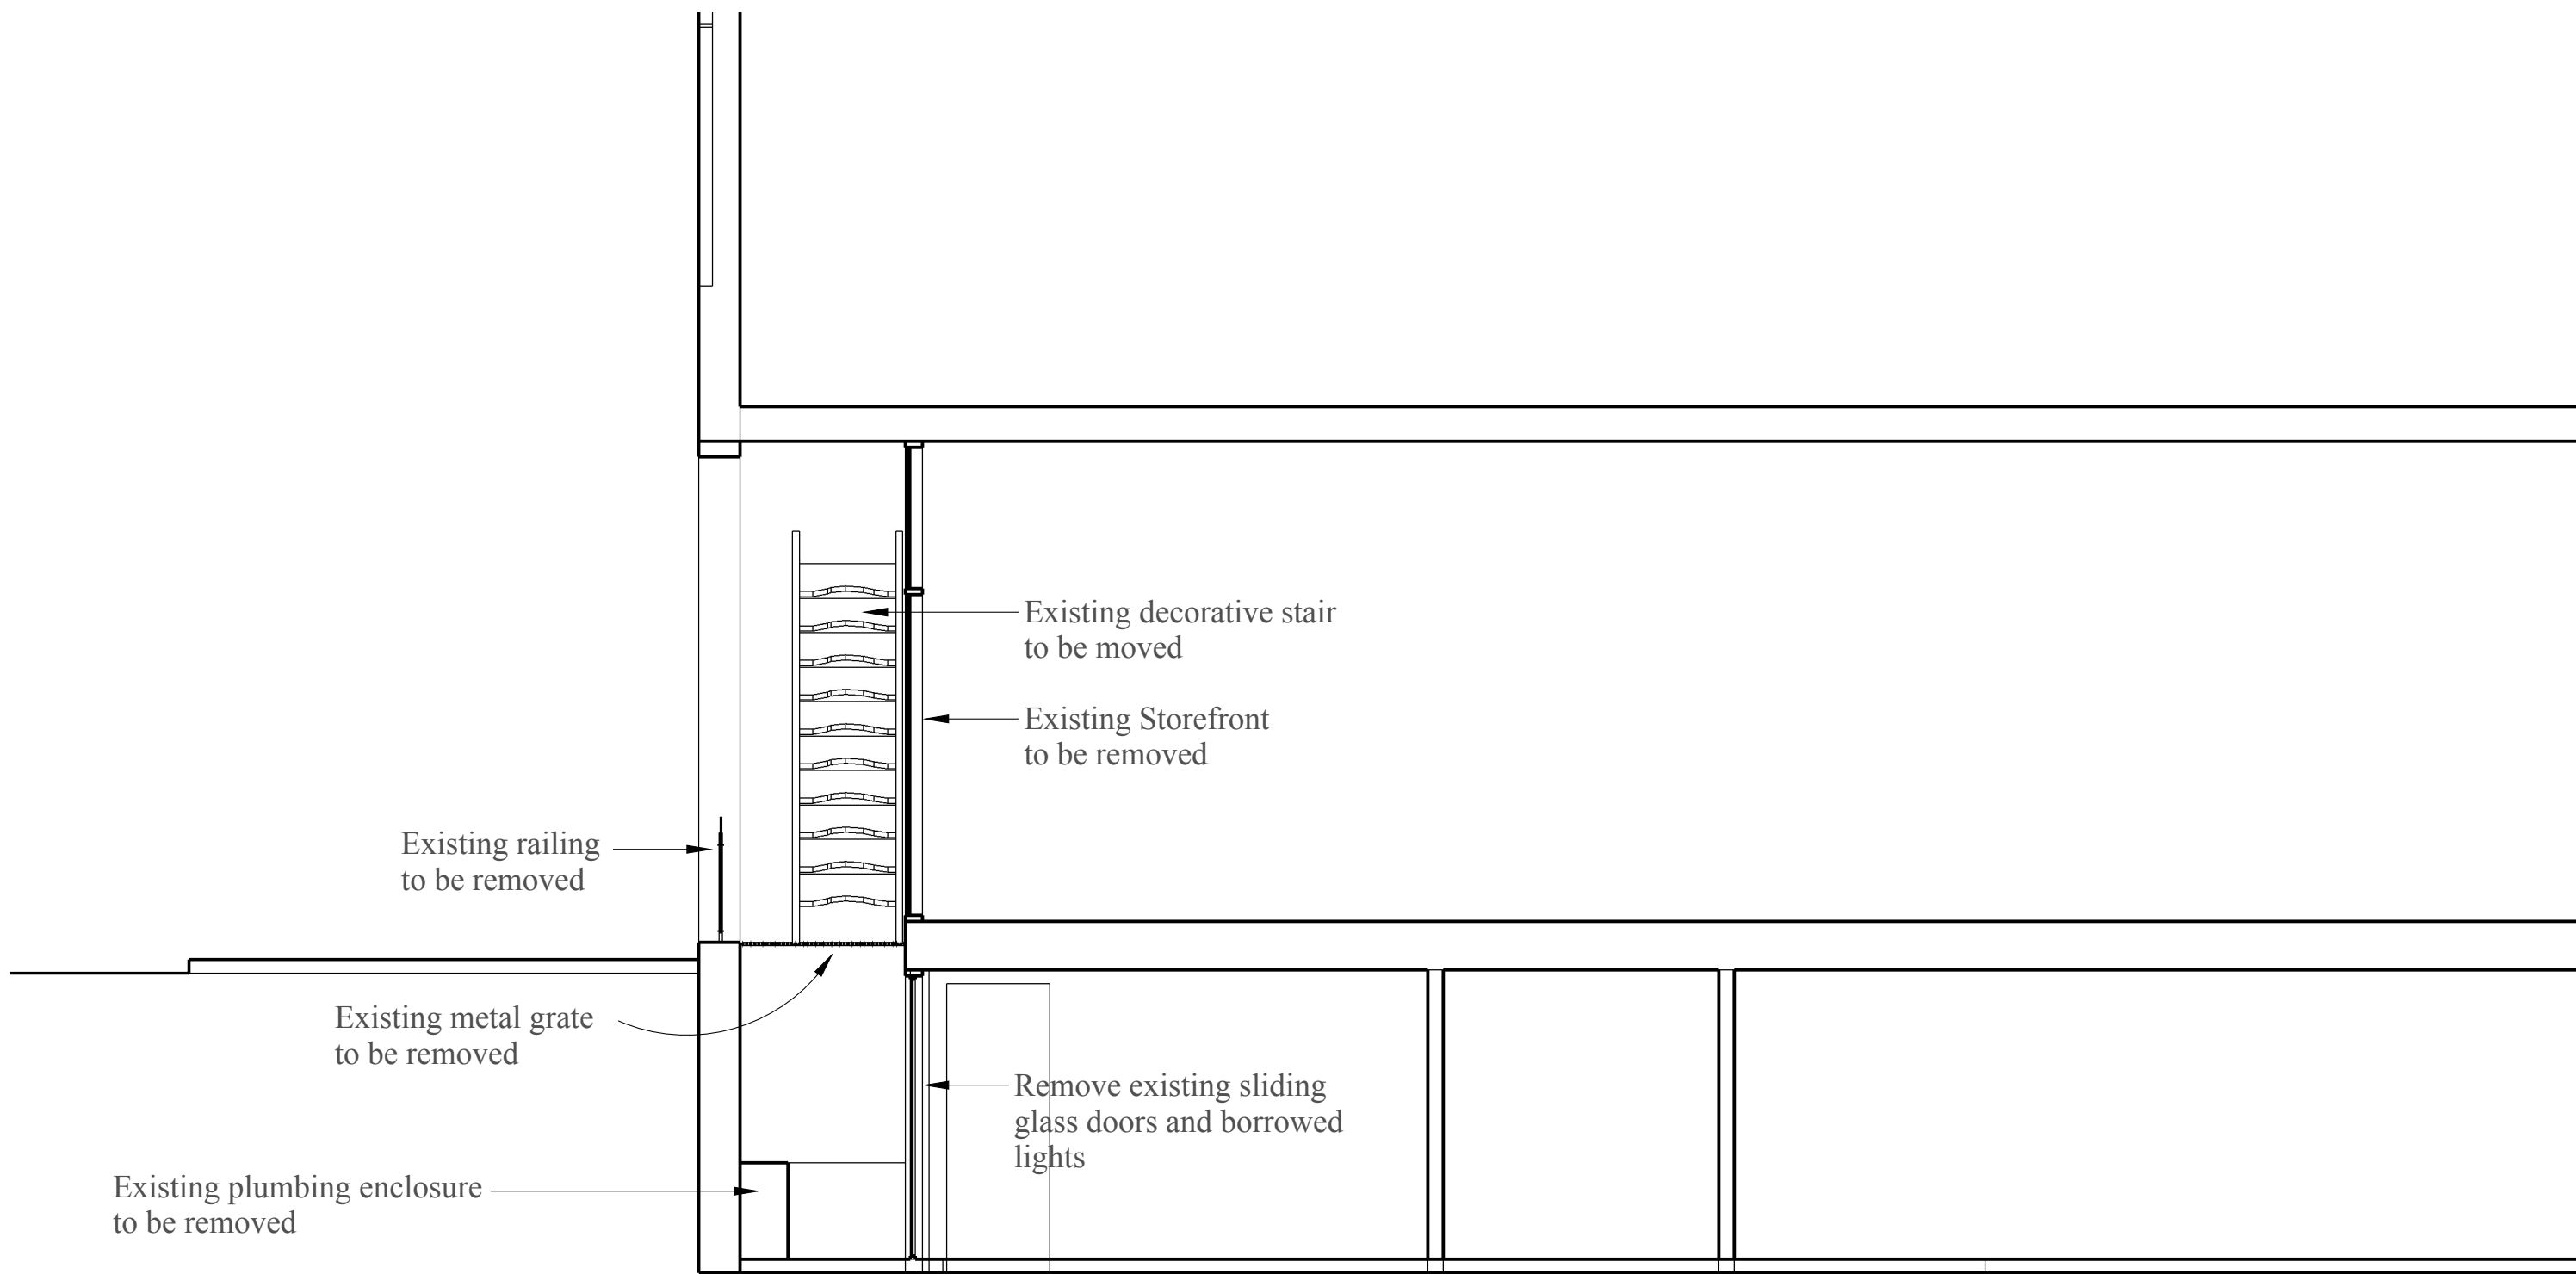 Existing decorative stair
to be moved
Existing Storefront
to be removed
Existing railing
to be removed
Existing metal grate
to be removed
Remove existing sliding
glass doors and borrowed
lights
Existing plumbing enclosure
to be removed